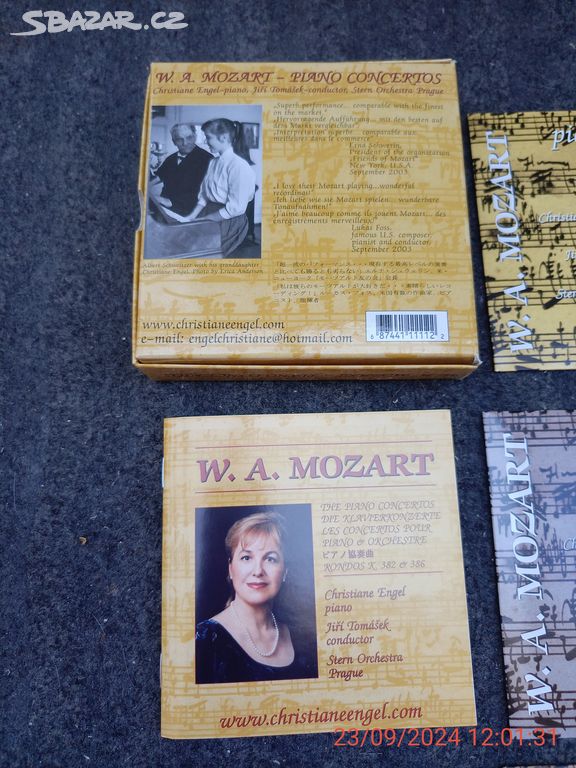 SBAZAR.CZ
W. A. MOZART – PIANO CONCERTOS
Christiane Engel-piano, Jiří Tomášek-conductor, Stern Orchestra Prague
„Superb performance... comparable with the finest
on the market."
„Hervorragende Aufführung... mit den besten auf
dem Markt vergleichbar"
„Interprétation superbe - comparable aux
meilleures dans le commerce"
Erna Schwerin,
President of the organisation
„Friends of Mozart"
New York, U.S.A
September 2003
„I love their Mozart playing...wonderful
recordings!"
„Ich liebe wie sie Mozart spielen... wunderbare
Tonaufnahmen!"
„J'aime beaucoup comme ils jouent Mozart... des
enregistrements merveilleux!"
Lukas Foss,
famous U.S. composer,
pianist and conductor,
September 2003
Albert Schweitzer with his granddaughter
Christiane Engel. Photo by Erica Anderson
www.christianeengel.com
e-mail: engelchristiane@hotmail.com
6 87441 11112 2
W. A. MOZART
W. A. MOZART
THE PIANO CONCERTOS
DIE KLAVIERKONZERTE
LES CONCERTOS POUR
PIANO & ORCHESTRE
ピアノ協奏曲
RONDOS K. 382 & 386
Christiane Engel
piano
Jiří Tomášek
conductor
Stern Orchestra
Prague
www.christianeengel.com
W. A. MOZART
23/09/2024 12:01:31